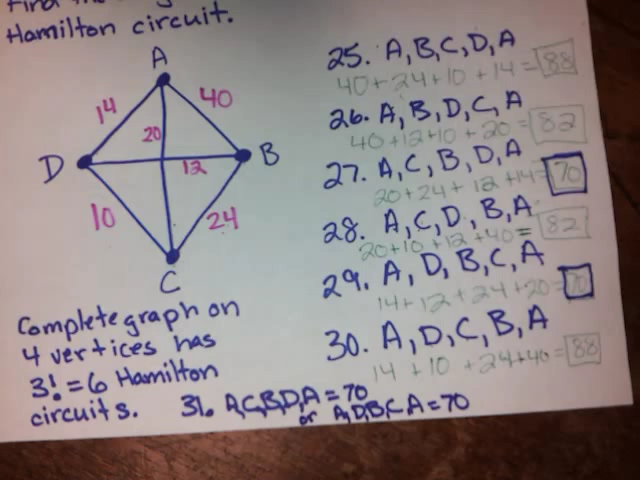 Find the
Hamilton circuit.
A
14
40
20
D
12
B
10
24
C
Complete graph on
4 vertices has
3! = 6 Hamilton
circuits.
25. A, B, C, D, A
40 + 24 + 10 + 14 = 88
26. A, B, D, C, A
40 + 12 + 10 + 20 = 82
27. A, C, B, D, A
20 + 24 + 12 + 14 = 70
28. A, C, D, B, A
20 + 10 + 12 + 40 = 82
29. A, D, B, C, A
14 + 12 + 24 + 20 = 70
30. A, D, C, B, A
14 + 10 + 24 + 40 = 88
31. A,C,B,D,A = 70
or A,D,B,C,A = 70